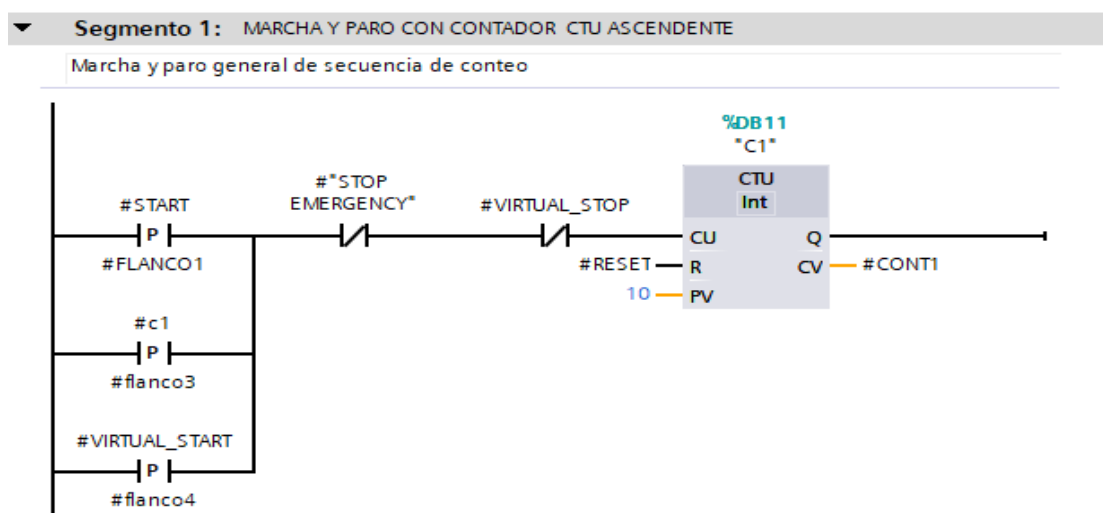 Segmento 1: MARCHA Y PARO CON CONTADOR CTU ASCENDENTE
Marcha y paro general de secuencia de conteo
%DB11
"C1"
CTU
Int
#START
P
#FLANCO1
#"STOP
EMERGENCY"
#VIRTUAL_STOP
CU Q
#RESET R CV #CONT1
10 PV
#c1
P
#flanco3
#VIRTUAL_START
P
#flanco4